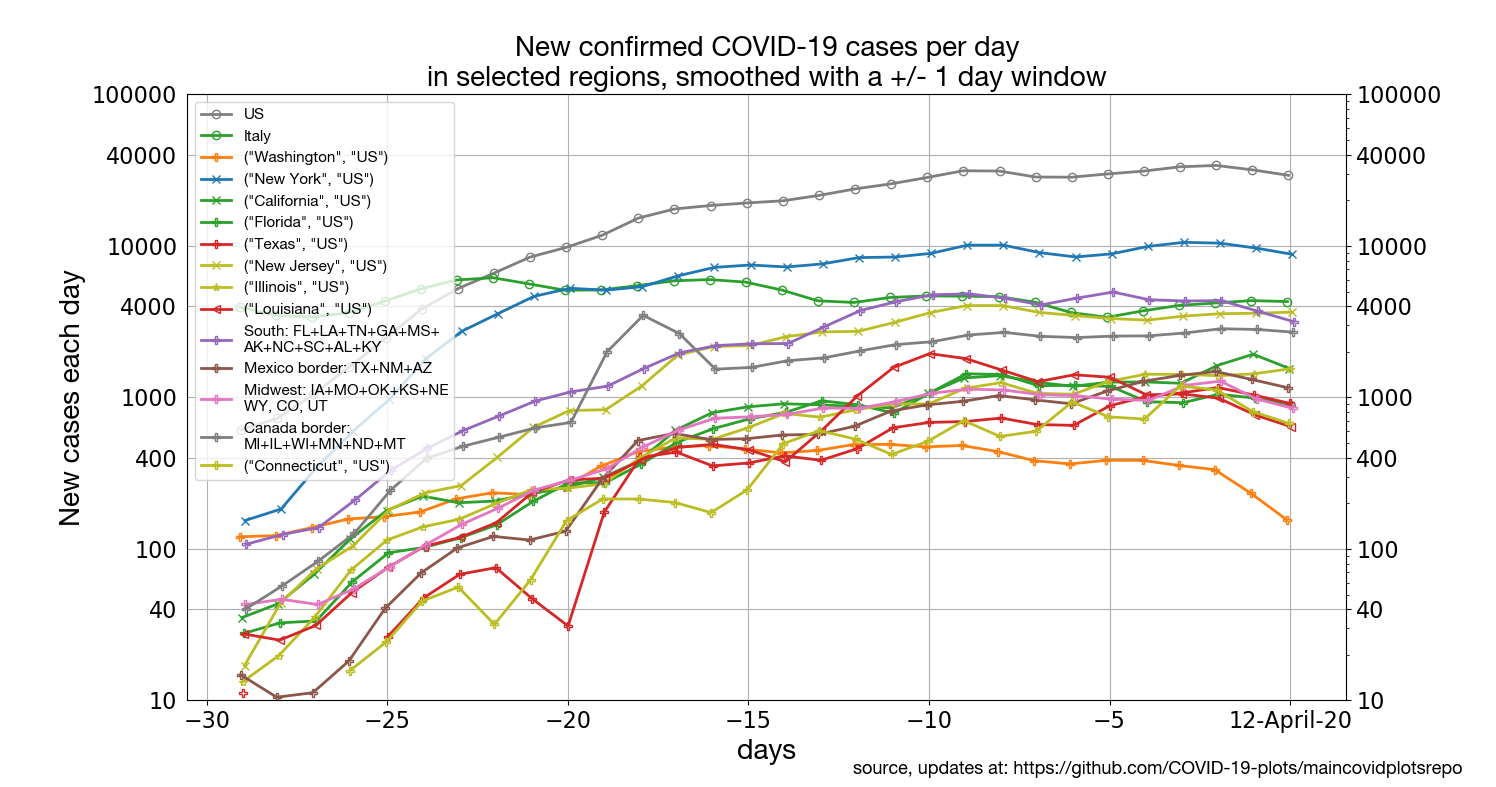 New confirmed COVID-19 cases per day
in selected regions, smoothed with a +/- 1 day window
100000
40000
10000
4000
1000
400
100
40
10
New cases each day
US
Italy
("Washington", "US")
("New York", "US")
("California", "US")
("Florida", "US")
("Texas", "US")
("New Jersey", "US")
("Illinois", "US")
("Louisiana", "US")
South: FL+LA+TN+GA+MS+
AK+NC+SC+AL+KY
Mexico border: TX+NM+AZ
Midwest: IA+MO+OK+KS+NE
WY, CO, UT
Canada border:
MI+IL+WI+MN+ND+MT
("Connecticut", "US")
100000
40000
10000
4000
1000
400
100
40
10
−30 −25 −20 −15 −10 −5 12-April-20
days
source, updates at: https://github.com/COVID-19-plots/maincovidplotsrepo